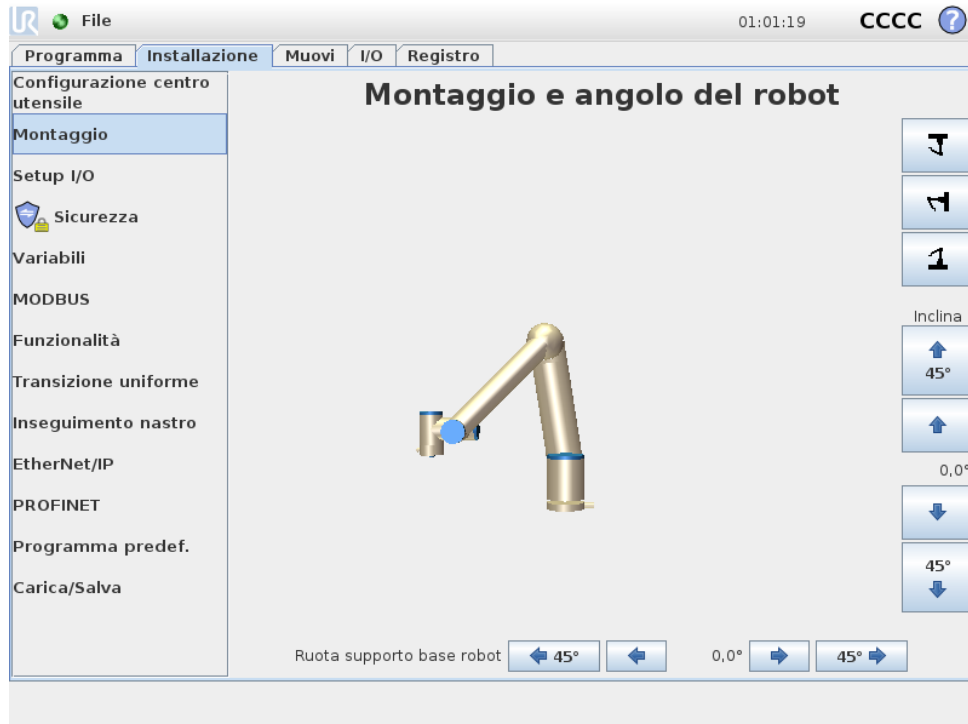 UR File 01:01:19 CCCC ?
Programma Installazione Muovi I/O Registro
Configurazione centro
utensile
Montaggio
Setup I/O
Sicurezza
Variabili
MODBUS
Funzionalità
Transizione uniforme
Inseguimento nastro
EtherNet/IP
PROFINET
Programma predef.
Carica/Salva
Montaggio e angolo del robot
Inclina
45°
0,0°
45°
Ruota supporto base robot 45° 0,0° 45°